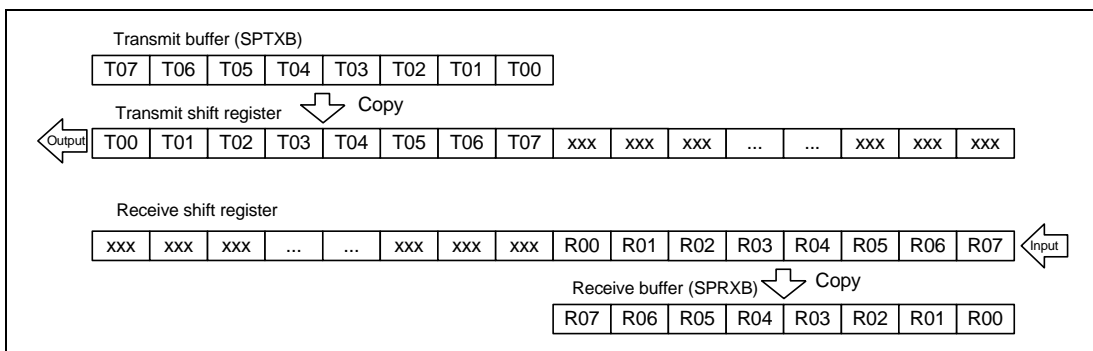 Transmit buffer (SPTXB)
T07 T06 T05 T04 T03 T02 T01 T00
Copy
Transmit shift register
Output T00 T01 T02 T03 T04 T05 T06 T07 xxx xxx xxx ... ... xxx xxx xxx
Receive shift register
xxx xxx xxx ... ... xxx xxx xxx R00 R01 R02 R03 R04 R05 R06 R07 Input
Receive buffer (SPRXB) Copy
R07 R06 R05 R04 R03 R02 R01 R00